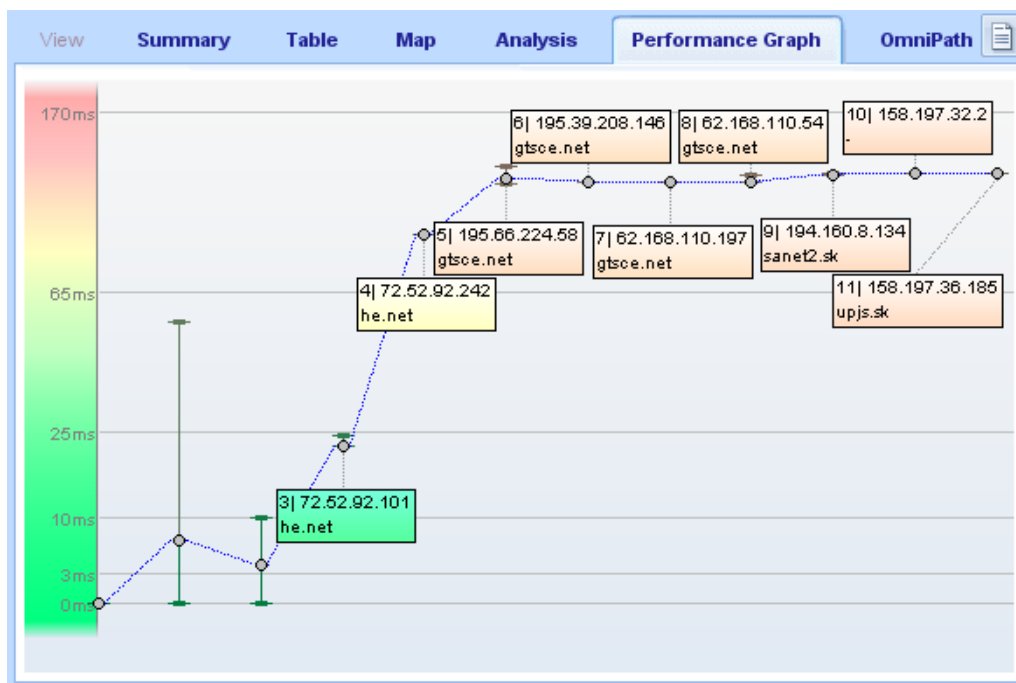 View Summary Table Map Analysis Performance Graph OmniPath
170ms
65ms
25ms
10ms
3ms
0ms
3| 72.52.92.101
he.net
4| 72.52.92.242
he.net
5| 195.66.224.58
gtsce.net
6| 195.39.208.146
gtsce.net
7| 62.168.110.197
gtsce.net
8| 62.168.110.54
gtsce.net
9| 194.160.8.134
sanet2.sk
10| 158.197.32.2
-
11| 158.197.36.185
upjs.sk